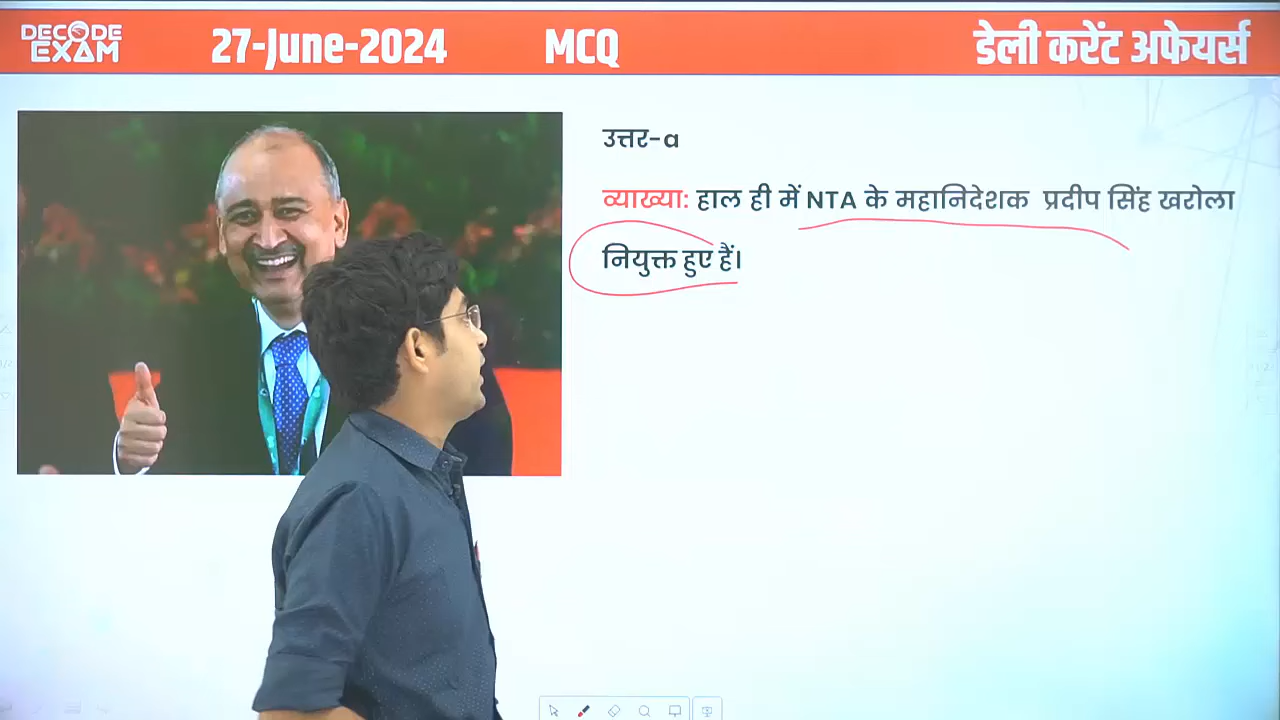 DECODE
EXAM
27-June-2024
MCQ
डेली करेंट अफेयर्स
उत्तर-a
व्याख्या: हाल ही में NTA के महानिदेशक प्रदीप सिंह खरोला
नियुक्त हुए हैं।